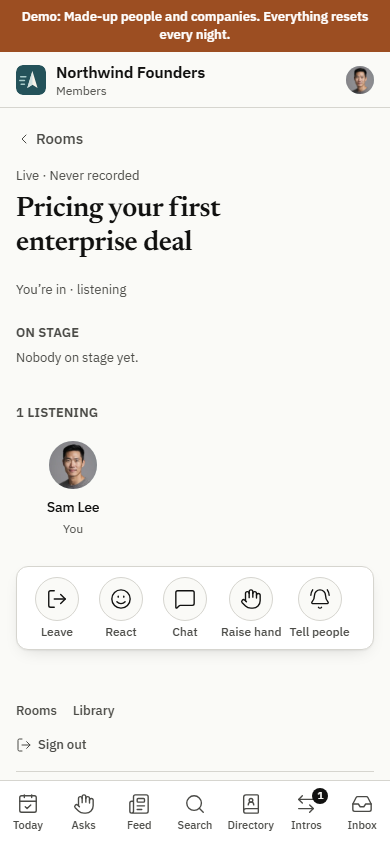 Demo: Made-up people and companies. Everything resets
every night.
Northwind Founders
Members
Rooms
Live · Never recorded
Pricing your first
enterprise deal
You’re in · listening
ON STAGE
Nobody on stage yet.
1 LISTENING
Sam Lee
You
Leave React Chat Raise hand Tell people
Rooms Library
Sign out
1
Today Asks Feed Search Directory Intros Inbox